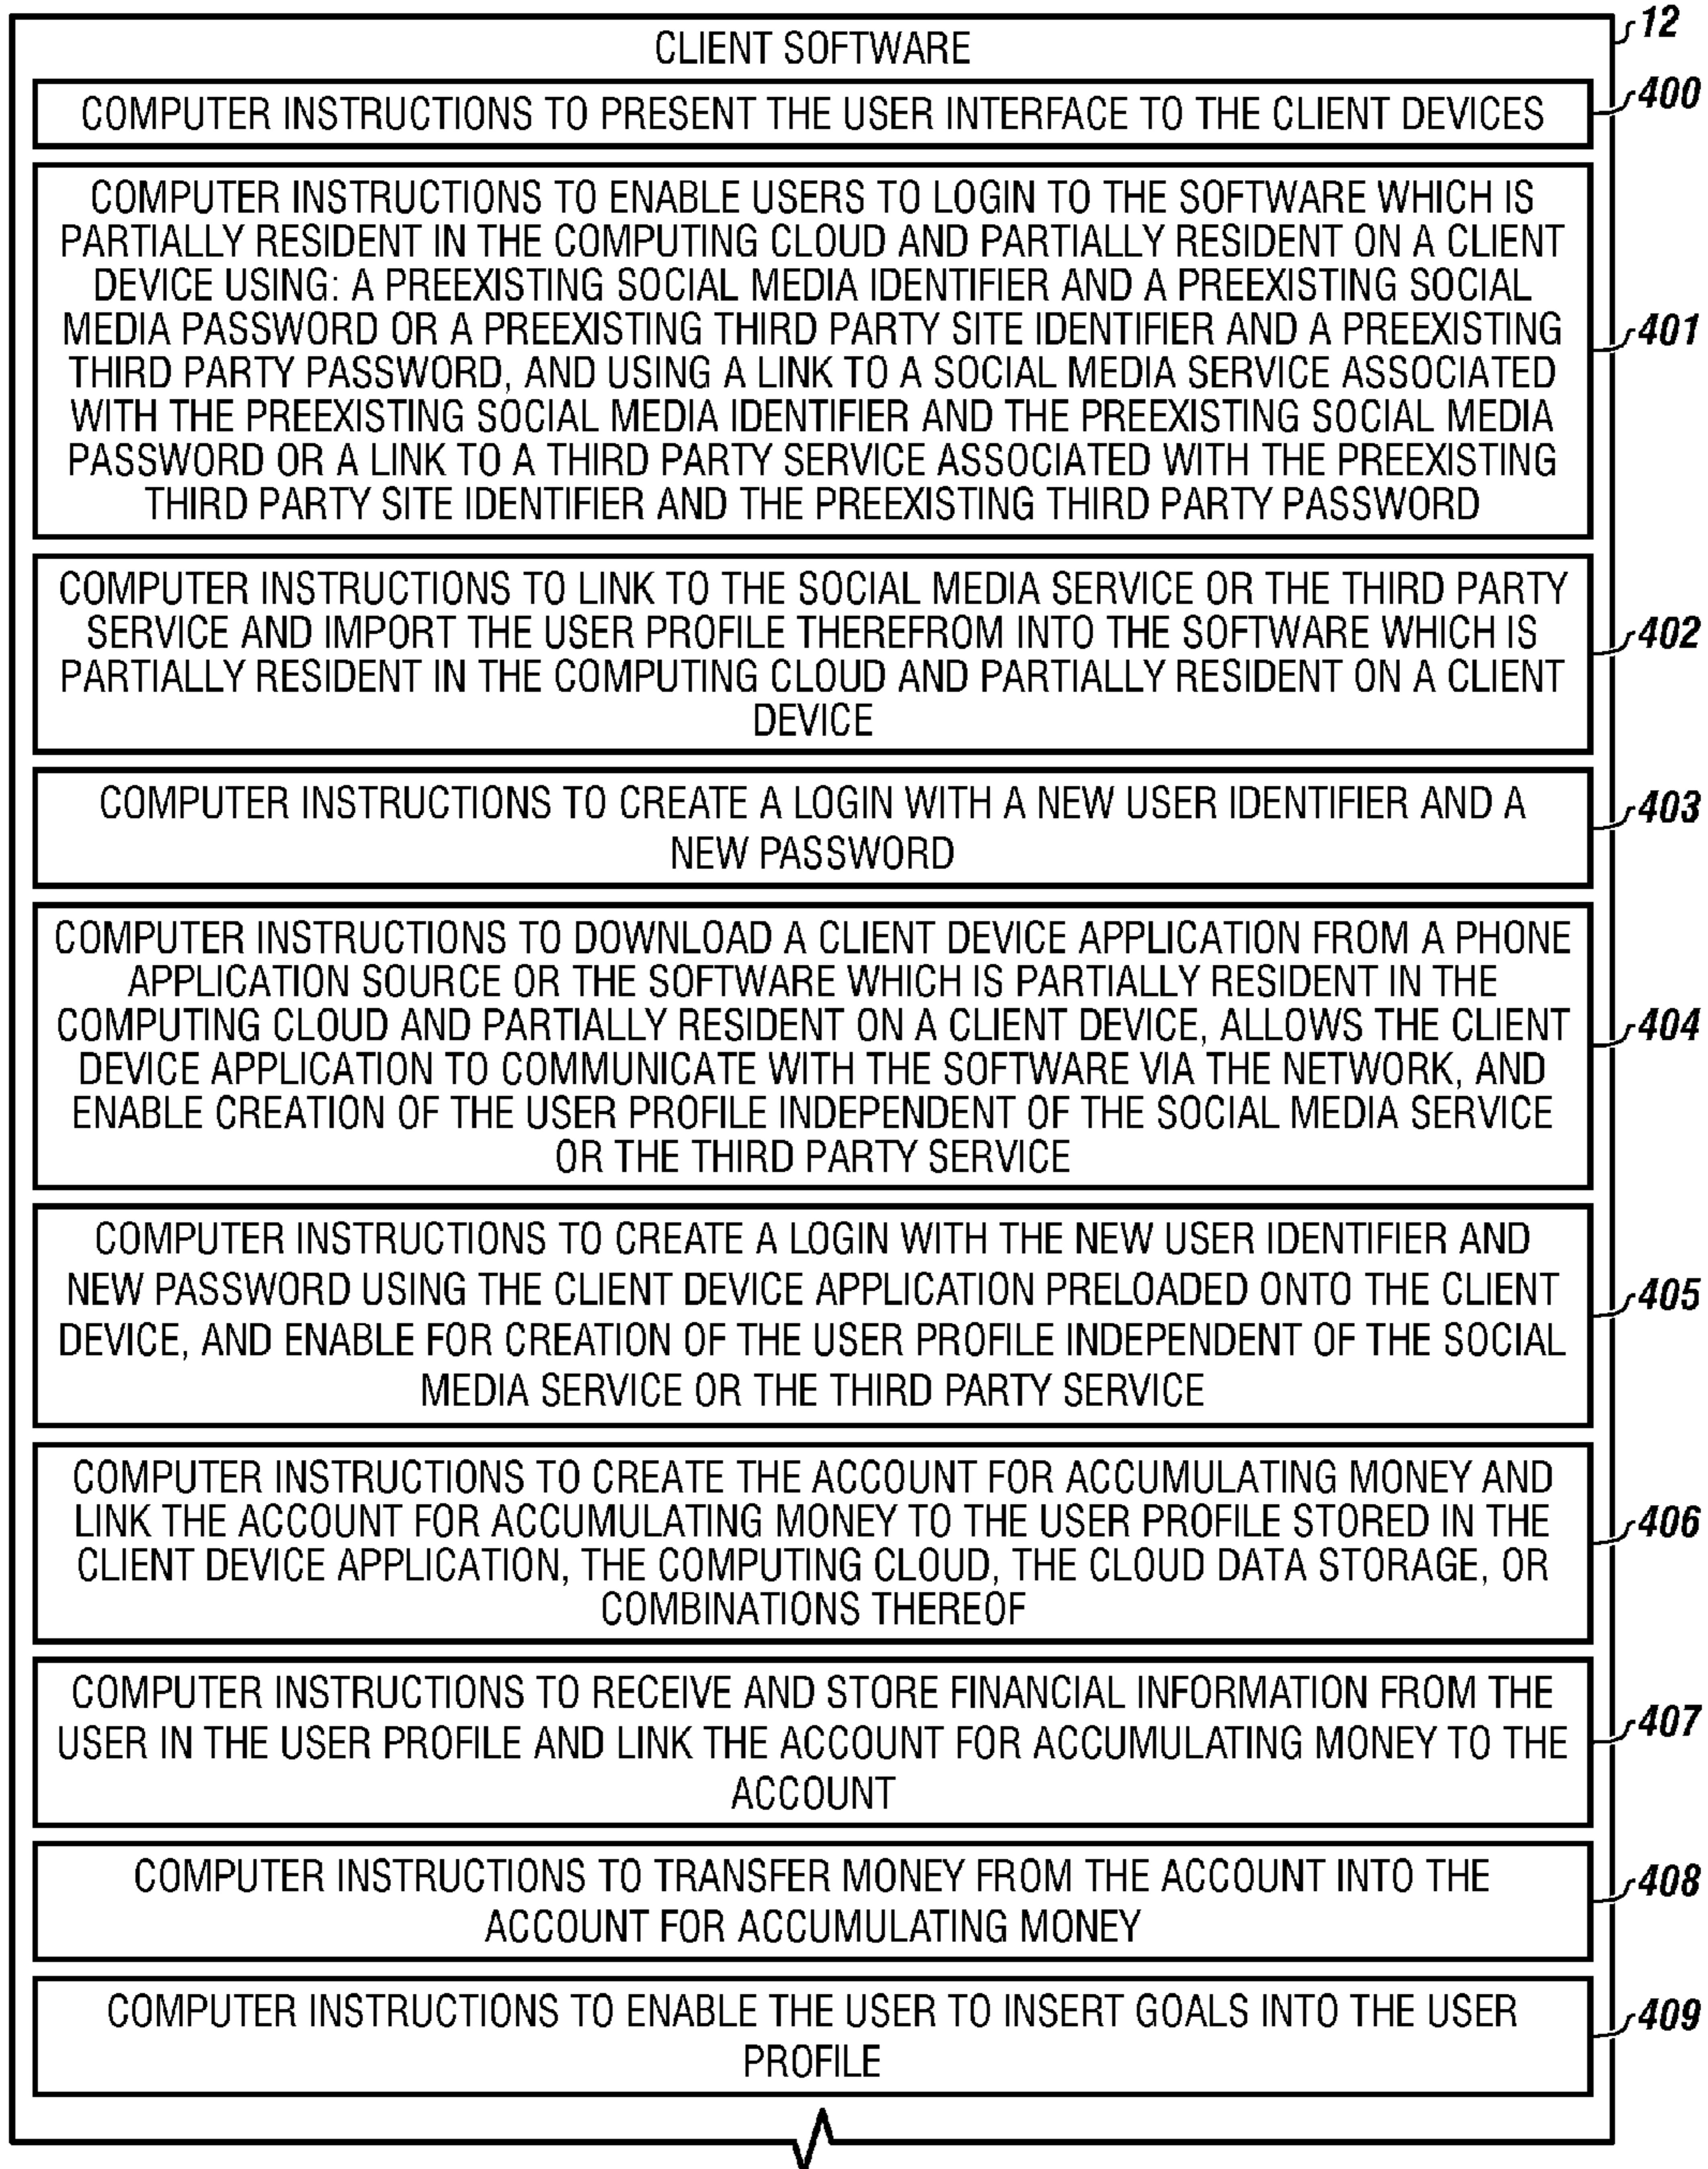 CLIENT SOFTWARE
12
COMPUTER INSTRUCTIONS TO PRESENT THE USER INTERFACE TO THE CLIENT DEVICES
400
COMPUTER INSTRUCTIONS TO ENABLE USERS TO LOGIN TO THE SOFTWARE WHICH IS
PARTIALLY RESIDENT IN THE COMPUTING CLOUD AND PARTIALLY RESIDENT ON A CLIENT
DEVICE USING: A PREEXISTING SOCIAL MEDIA IDENTIFIER AND A PREEXISTING SOCIAL
MEDIA PASSWORD OR A PREEXISTING THIRD PARTY SITE IDENTIFIER AND A PREEXISTING
THIRD PARTY PASSWORD, AND USING A LINK TO A SOCIAL MEDIA SERVICE ASSOCIATED
WITH THE PREEXISTING SOCIAL MEDIA IDENTIFIER AND THE PREEXISTING SOCIAL MEDIA
PASSWORD OR A LINK TO A THIRD PARTY SERVICE ASSOCIATED WITH THE PREEXISTING
THIRD PARTY SITE IDENTIFIER AND THE PREEXISTING THIRD PARTY PASSWORD
401
COMPUTER INSTRUCTIONS TO LINK TO THE SOCIAL MEDIA SERVICE OR THE THIRD PARTY
SERVICE AND IMPORT THE USER PROFILE THEREFROM INTO THE SOFTWARE WHICH IS
PARTIALLY RESIDENT IN THE COMPUTING CLOUD AND PARTIALLY RESIDENT ON A CLIENT
DEVICE
402
COMPUTER INSTRUCTIONS TO CREATE A LOGIN WITH A NEW USER IDENTIFIER AND A
NEW PASSWORD
403
COMPUTER INSTRUCTIONS TO DOWNLOAD A CLIENT DEVICE APPLICATION FROM A PHONE
APPLICATION SOURCE OR THE SOFTWARE WHICH IS PARTIALLY RESIDENT IN THE
COMPUTING CLOUD AND PARTIALLY RESIDENT ON A CLIENT DEVICE, ALLOWS THE CLIENT
DEVICE APPLICATION TO COMMUNICATE WITH THE SOFTWARE VIA THE NETWORK, AND
ENABLE CREATION OF THE USER PROFILE INDEPENDENT OF THE SOCIAL MEDIA SERVICE
OR THE THIRD PARTY SERVICE
404
COMPUTER INSTRUCTIONS TO CREATE A LOGIN WITH THE NEW USER IDENTIFIER AND
NEW PASSWORD USING THE CLIENT DEVICE APPLICATION PRELOADED ONTO THE CLIENT
DEVICE, AND ENABLE FOR CREATION OF THE USER PROFILE INDEPENDENT OF THE SOCIAL
MEDIA SERVICE OR THE THIRD PARTY SERVICE
405
COMPUTER INSTRUCTIONS TO CREATE THE ACCOUNT FOR ACCUMULATING MONEY AND
LINK THE ACCOUNT FOR ACCUMULATING MONEY TO THE USER PROFILE STORED IN THE
CLIENT DEVICE APPLICATION, THE COMPUTING CLOUD, THE CLOUD DATA STORAGE, OR
COMBINATIONS THEREOF
406
COMPUTER INSTRUCTIONS TO RECEIVE AND STORE FINANCIAL INFORMATION FROM THE
USER IN THE USER PROFILE AND LINK THE ACCOUNT FOR ACCUMULATING MONEY TO THE
ACCOUNT
407
COMPUTER INSTRUCTIONS TO TRANSFER MONEY FROM THE ACCOUNT INTO THE
ACCOUNT FOR ACCUMULATING MONEY
408
COMPUTER INSTRUCTIONS TO ENABLE THE USER TO INSERT GOALS INTO THE USER
PROFILE
409